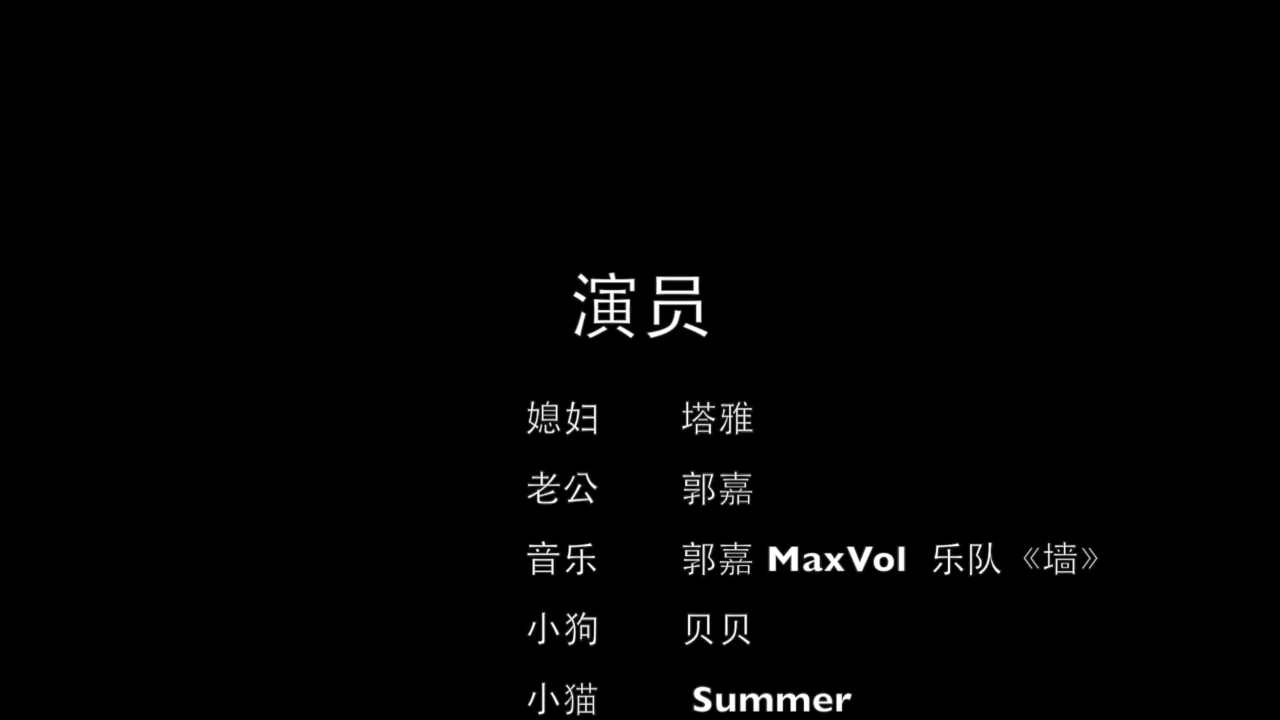 演员
媳妇 塔雅
老公 郭嘉
音乐 郭嘉 MaxVol 乐队《墙》
小狗 贝贝
小猫 Summer